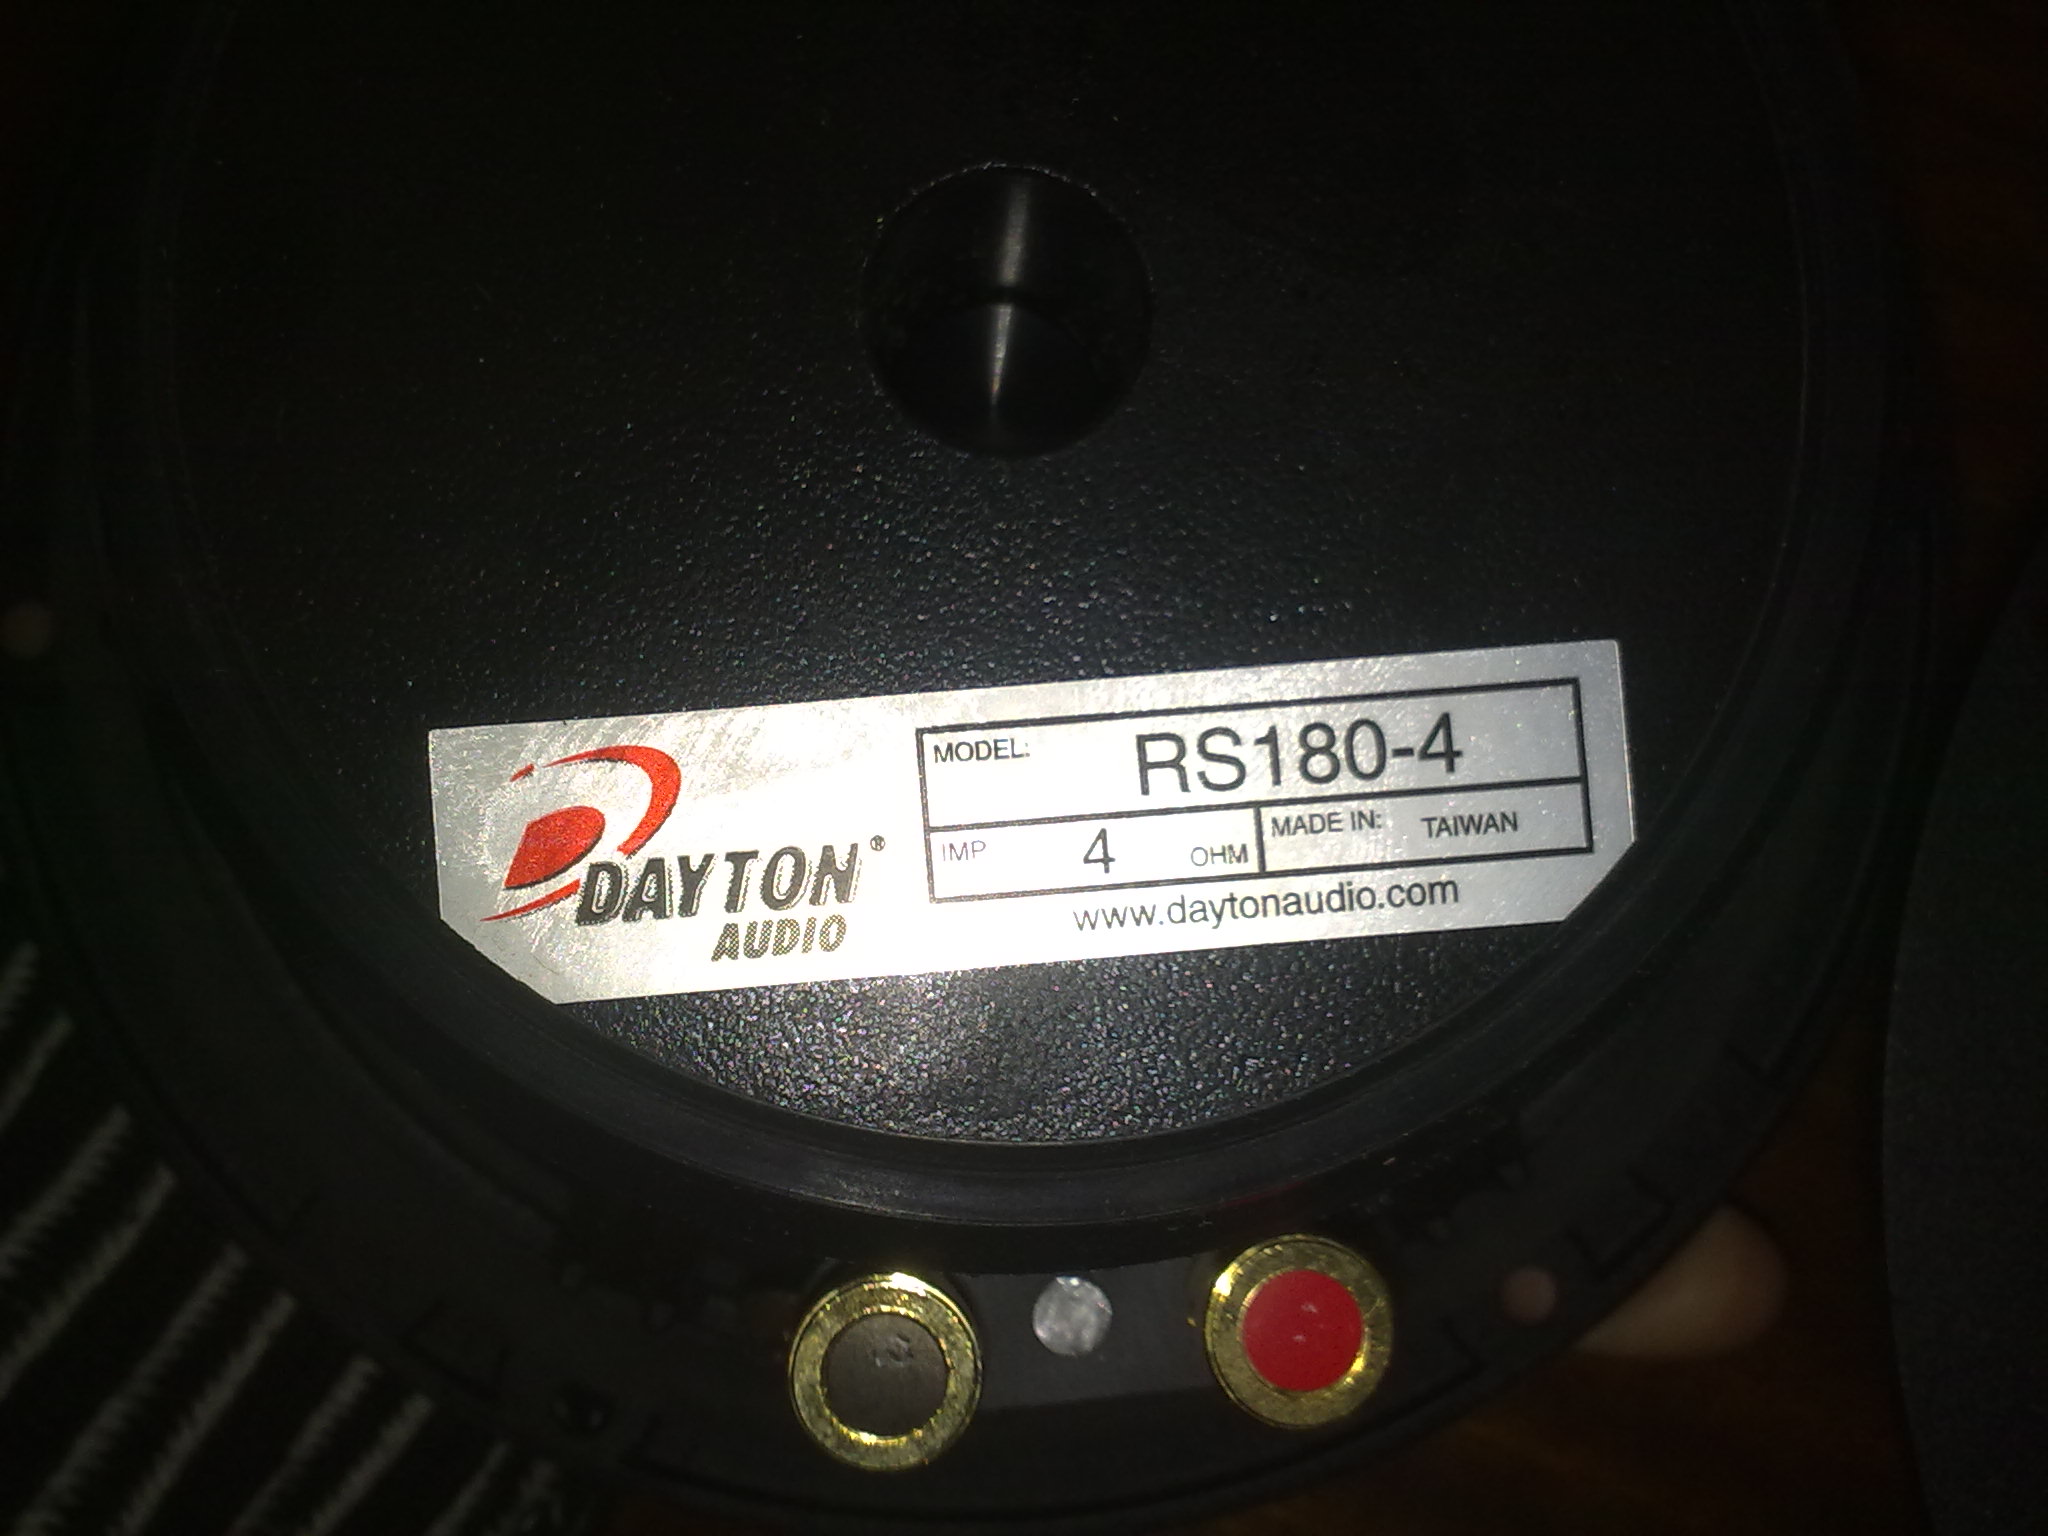 MODEL: RS180-4
IMP 4 OHM MADE IN: TAIWAN
DAYTON®
AUDIO
www.daytonaudio.com